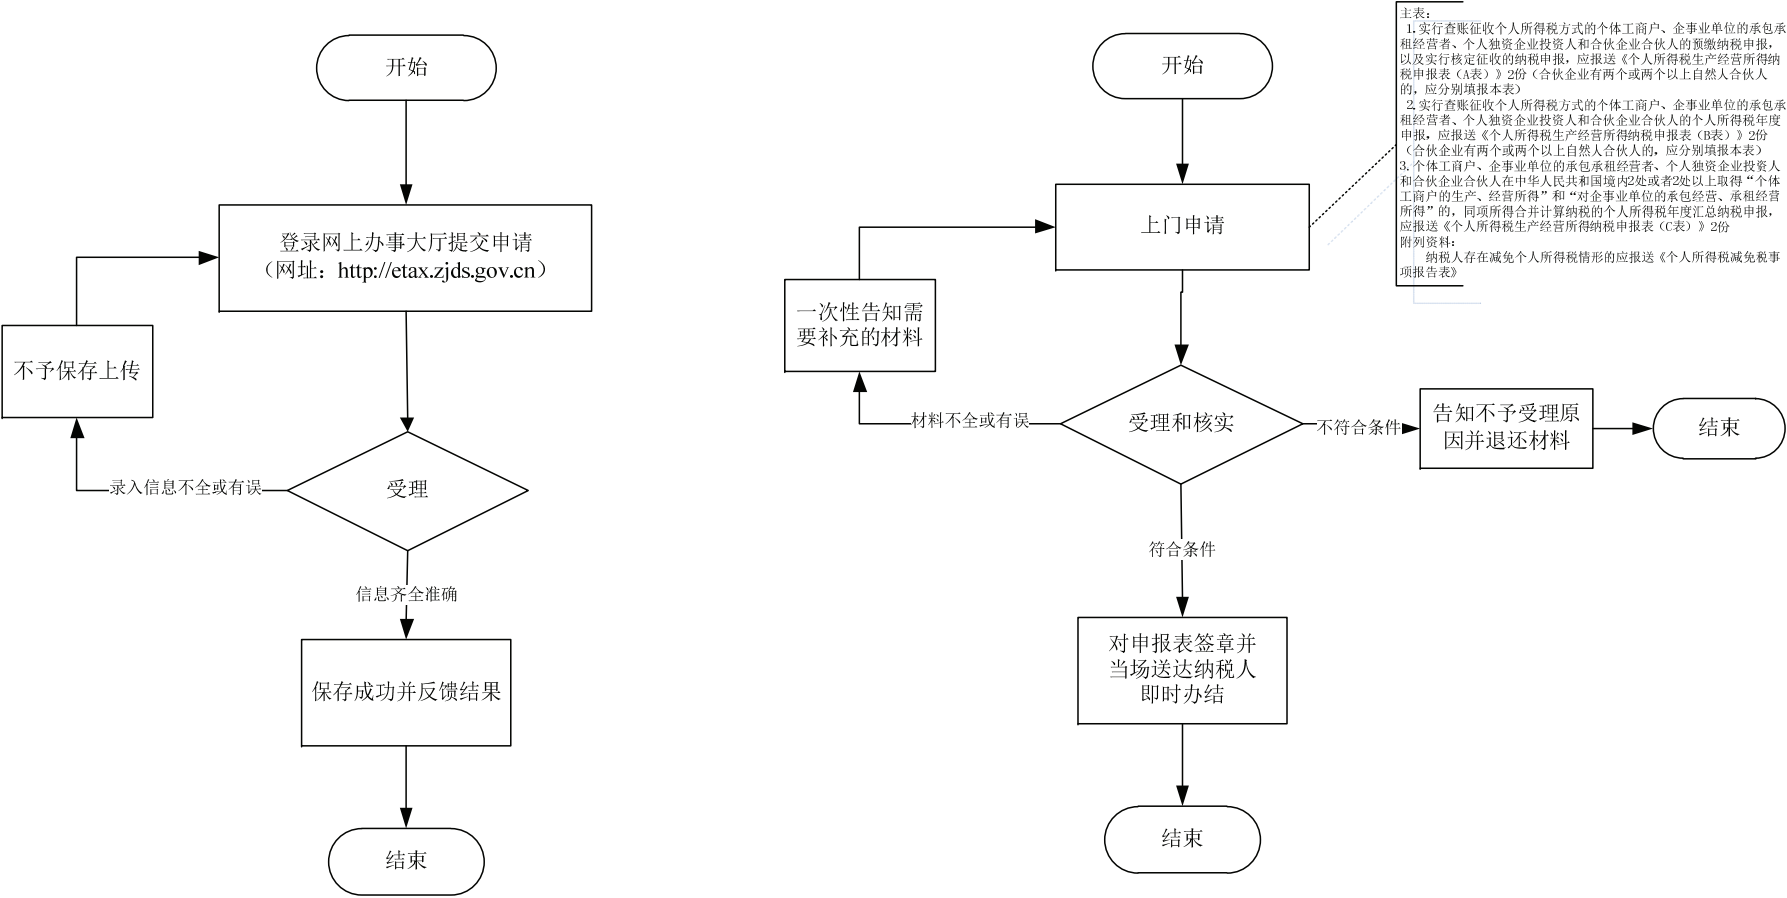 开始
登录网上办事大厅提交申请
（网址：http://etax.zjds.gov.cn）
不予保存上传
录入信息不全或有误
受理
信息齐全准确
保存成功并反馈结果
结束
开始
上门申请
一次性告知需
要补充的材料
材料不全或有误
受理和核实
不符合条件
告知不予受理原
因并退还材料
结束
符合条件
对申报表签章并
当场送达纳税人
即时办结
结束
主表：
1.实行查账征收个人所得税方式的个体工商户、企事业单位的承包承
租经营者、个人独资企业投资人和合伙企业合伙人的预缴纳税申报，
以及实行核定征收的纳税申报，应报送《个人所得税生产经营所得纳
税申报表（A表）》2份（合伙企业有两个或两个以上自然人合伙人
的，应分别填报本表）
2.实行查账征收个人所得税方式的个体工商户、企事业单位的承包承
租经营者、个人独资企业投资人和合伙企业合伙人的个人所得税年度
申报，应报送《个人所得税生产经营所得纳税申报表（B表）》2份
（合伙企业有两个或两个以上自然人合伙人的，应分别填报本表）
3.个体工商户、企事业单位的承包承租经营者、个人独资企业投资人
和合伙企业合伙人在中华人民共和国境内2处或者2处以上取得“个体
工商户的生产、经营所得”和“对企事业单位的承包经营、承租经营
所得”的，同项所得合并计算纳税的个人所得税年度汇总纳税申报，
应报送《个人所得税生产经营所得纳税申报表（C表）》2份
附列资料：
纳税人存在减免个人所得税情形的应报送《个人所得税减免税事
项报告表》